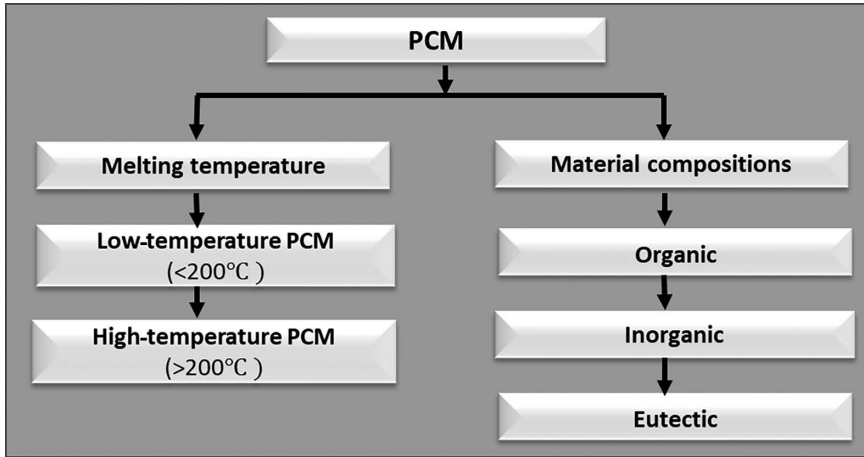 PCM
Melting temperature
Low-temperature PCM
(<200℃ )
High-temperature PCM
(>200℃ )
Material compositions
Organic
Inorganic
Eutectic